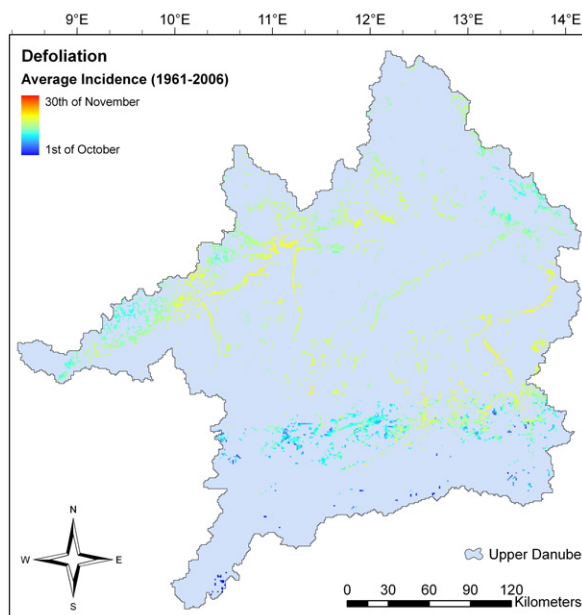 9°E 10°E 11°E 12°E 13°E 14°E
Defoliation
Average Incidence (1961-2006)
30th of November
1st of October
N
W E
S
Upper Danube
0 15 30 60 90 120
Kilometers